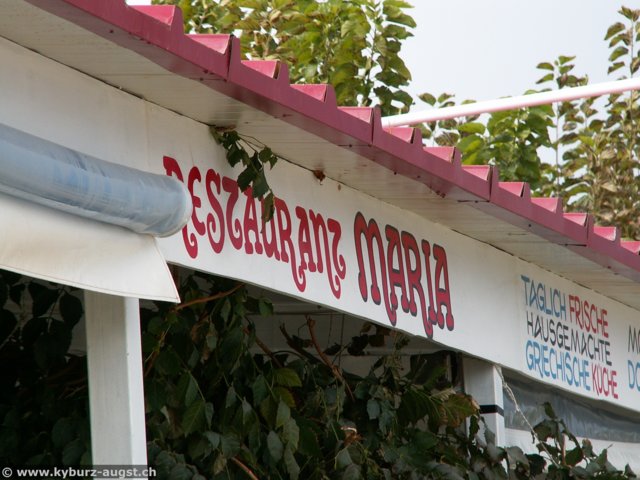 RESTAURANT MARIA
TÄGLICH FRISCHE
HAUSGEMACHTE
GRIECHISCHE KÜCHE
© www.kyburz-augst.ch